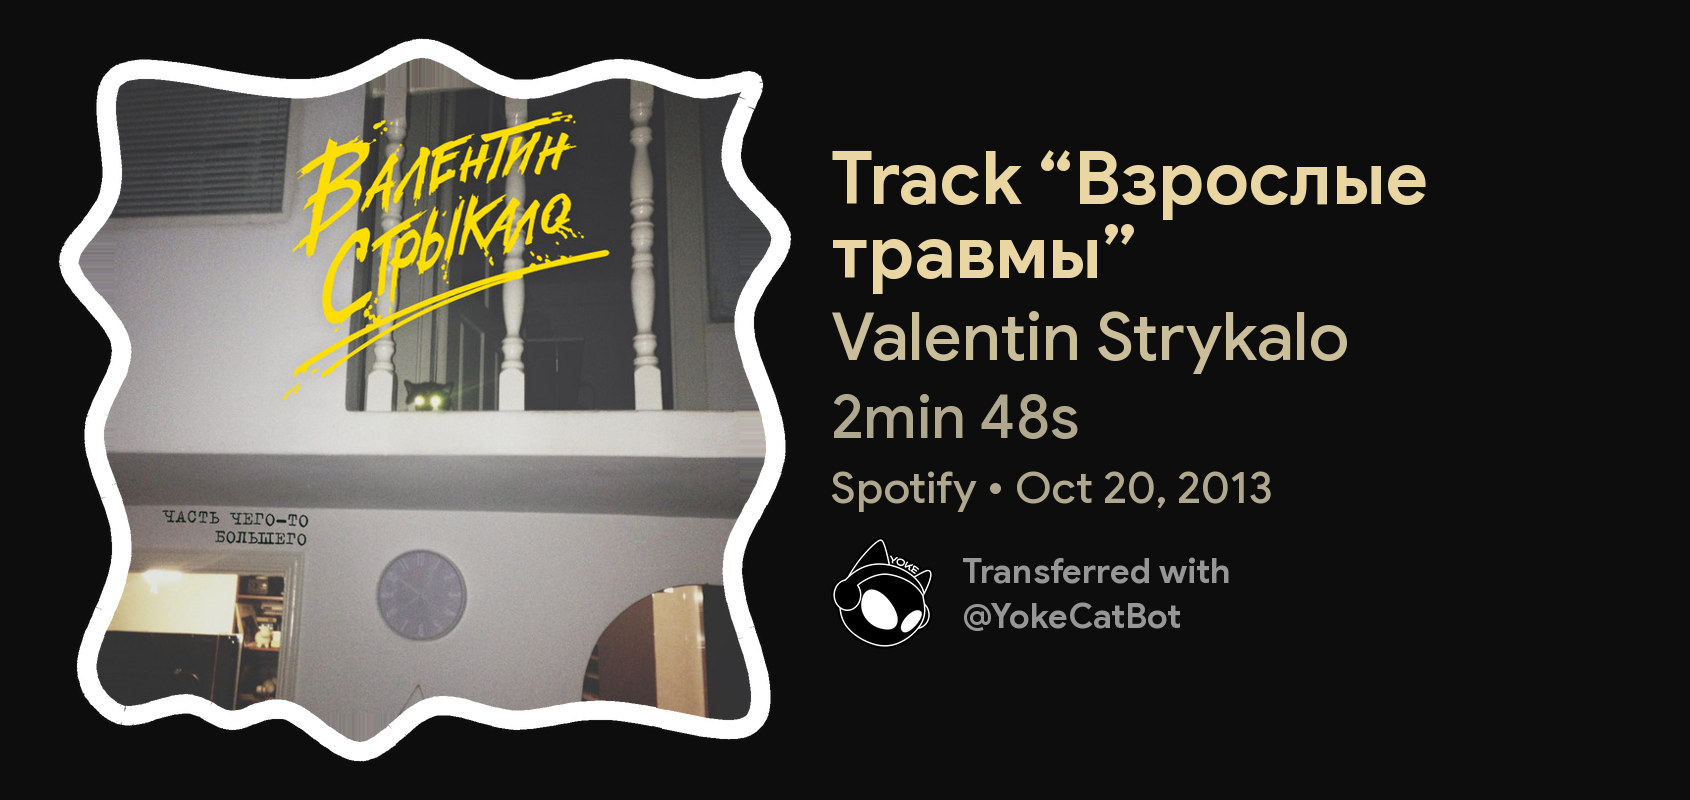 ВАЛЕНТИН
СТРЫКАЛО
ЧАСТЬ ЧЕГО-ТО
БОЛЬШЕГО
Track “Взрослые
травмы”
Valentin Strykalo
2min 48s
Spotify • Oct 20, 2013
YOKE
Transferred with
@YokeCatBot